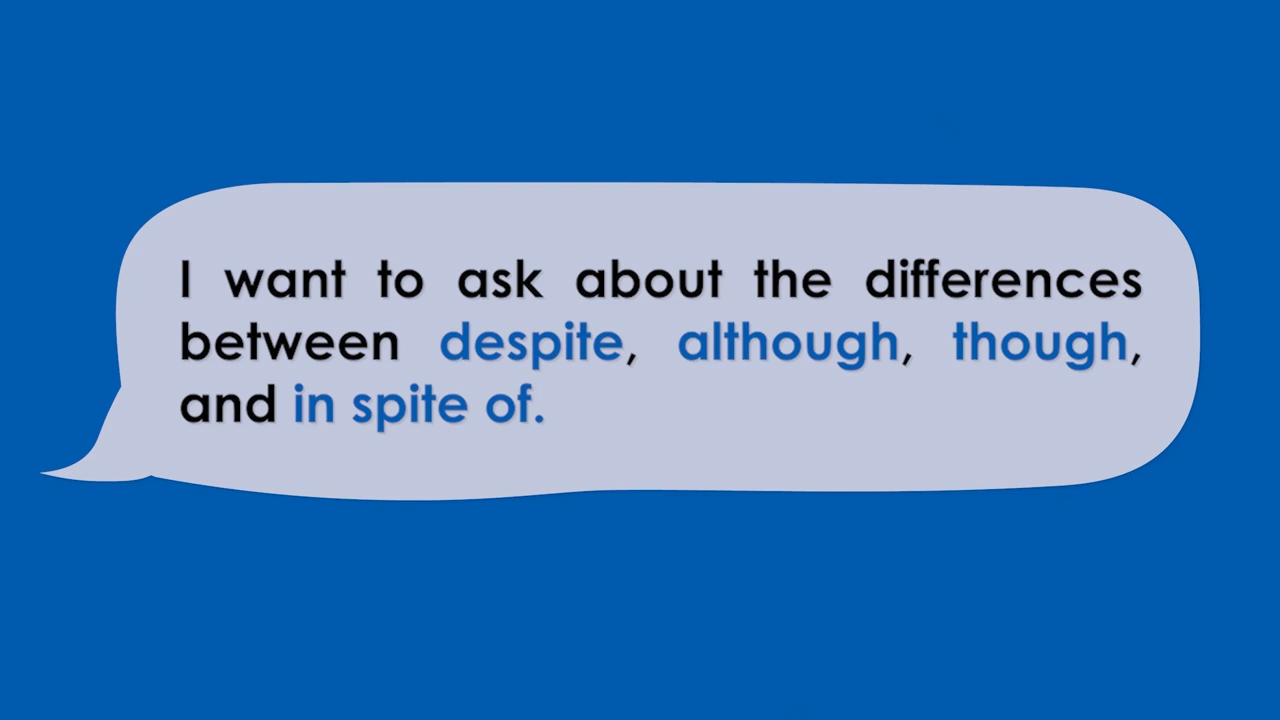 I want to ask about the differences
between despite, although, though,
and in spite of.